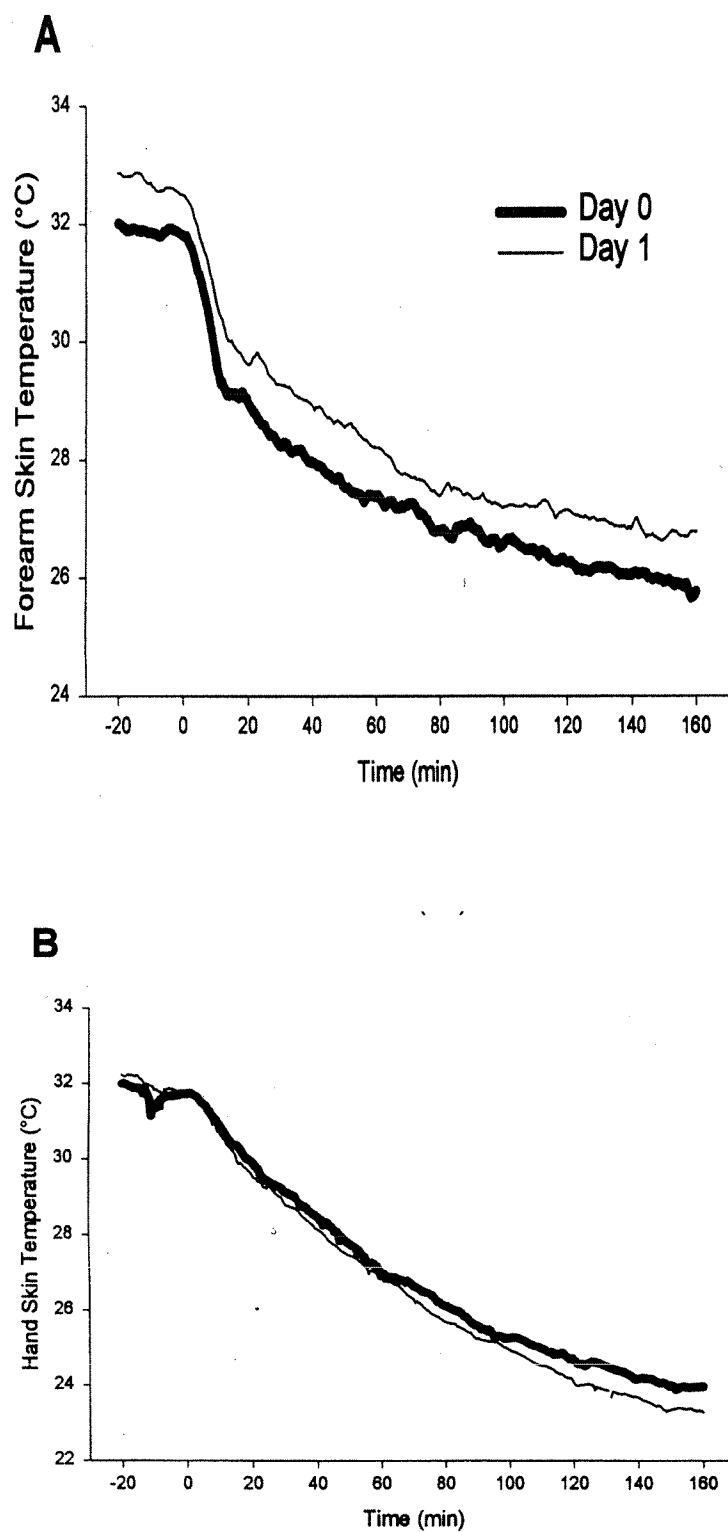 A
34
32
30
28
26
24
Forearm Skin Temperature (°C)
Day 0
Day 1
-20 0 20 40 60 80 100 120 140 160
Time (min)
B
34
32
30
28
26
24
22
Hand Skin Temperature (°C)
-20 0 20 40 60 80 100 120 140 160
Time (min)